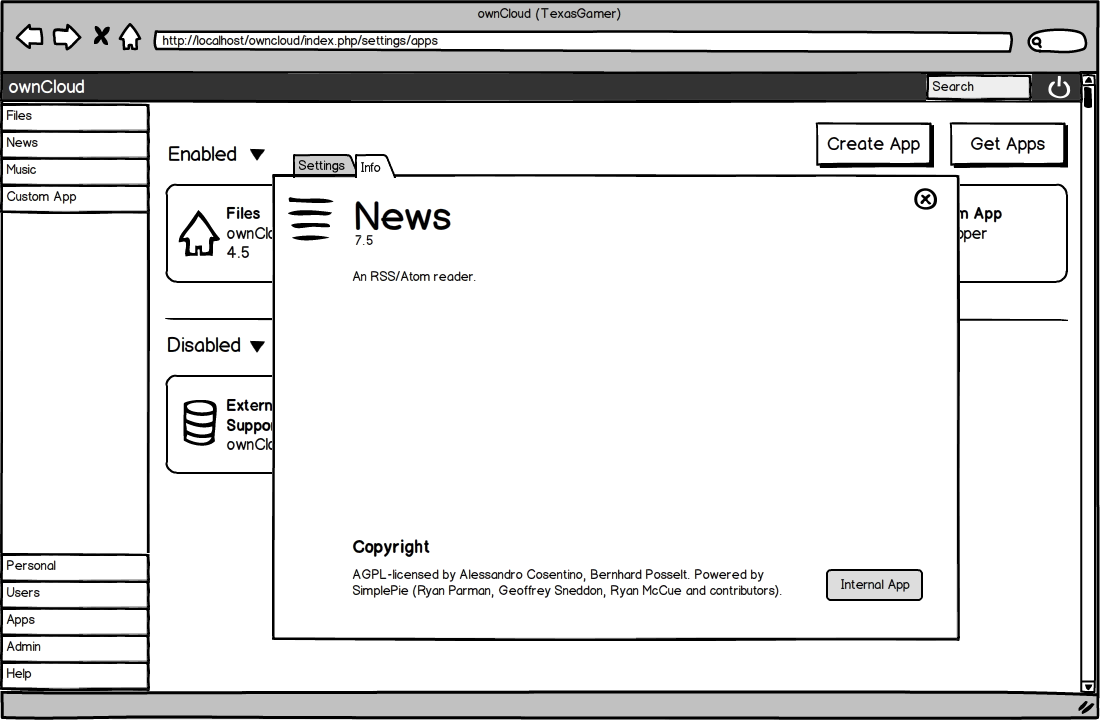 ownCloud (TexasGamer)
http://localhost/owncloud/index.php/settings/apps
ownCloud
Search
Files
News
Music
Custom App
Enabled
Create App
Get Apps
Settings
Info
Files
ownClo
4.5
News
7.5
An RSS/Atom reader.
m App
oper
Disabled
Extern
Suppo
ownClo
Copyright
AGPL-licensed by Alessandro Cosentino, Bernhard Posselt. Powered by
SimplePie (Ryan Parman, Geoffrey Sneddon, Ryan McCue and contributors).
Internal App
Personal
Users
Apps
Admin
Help